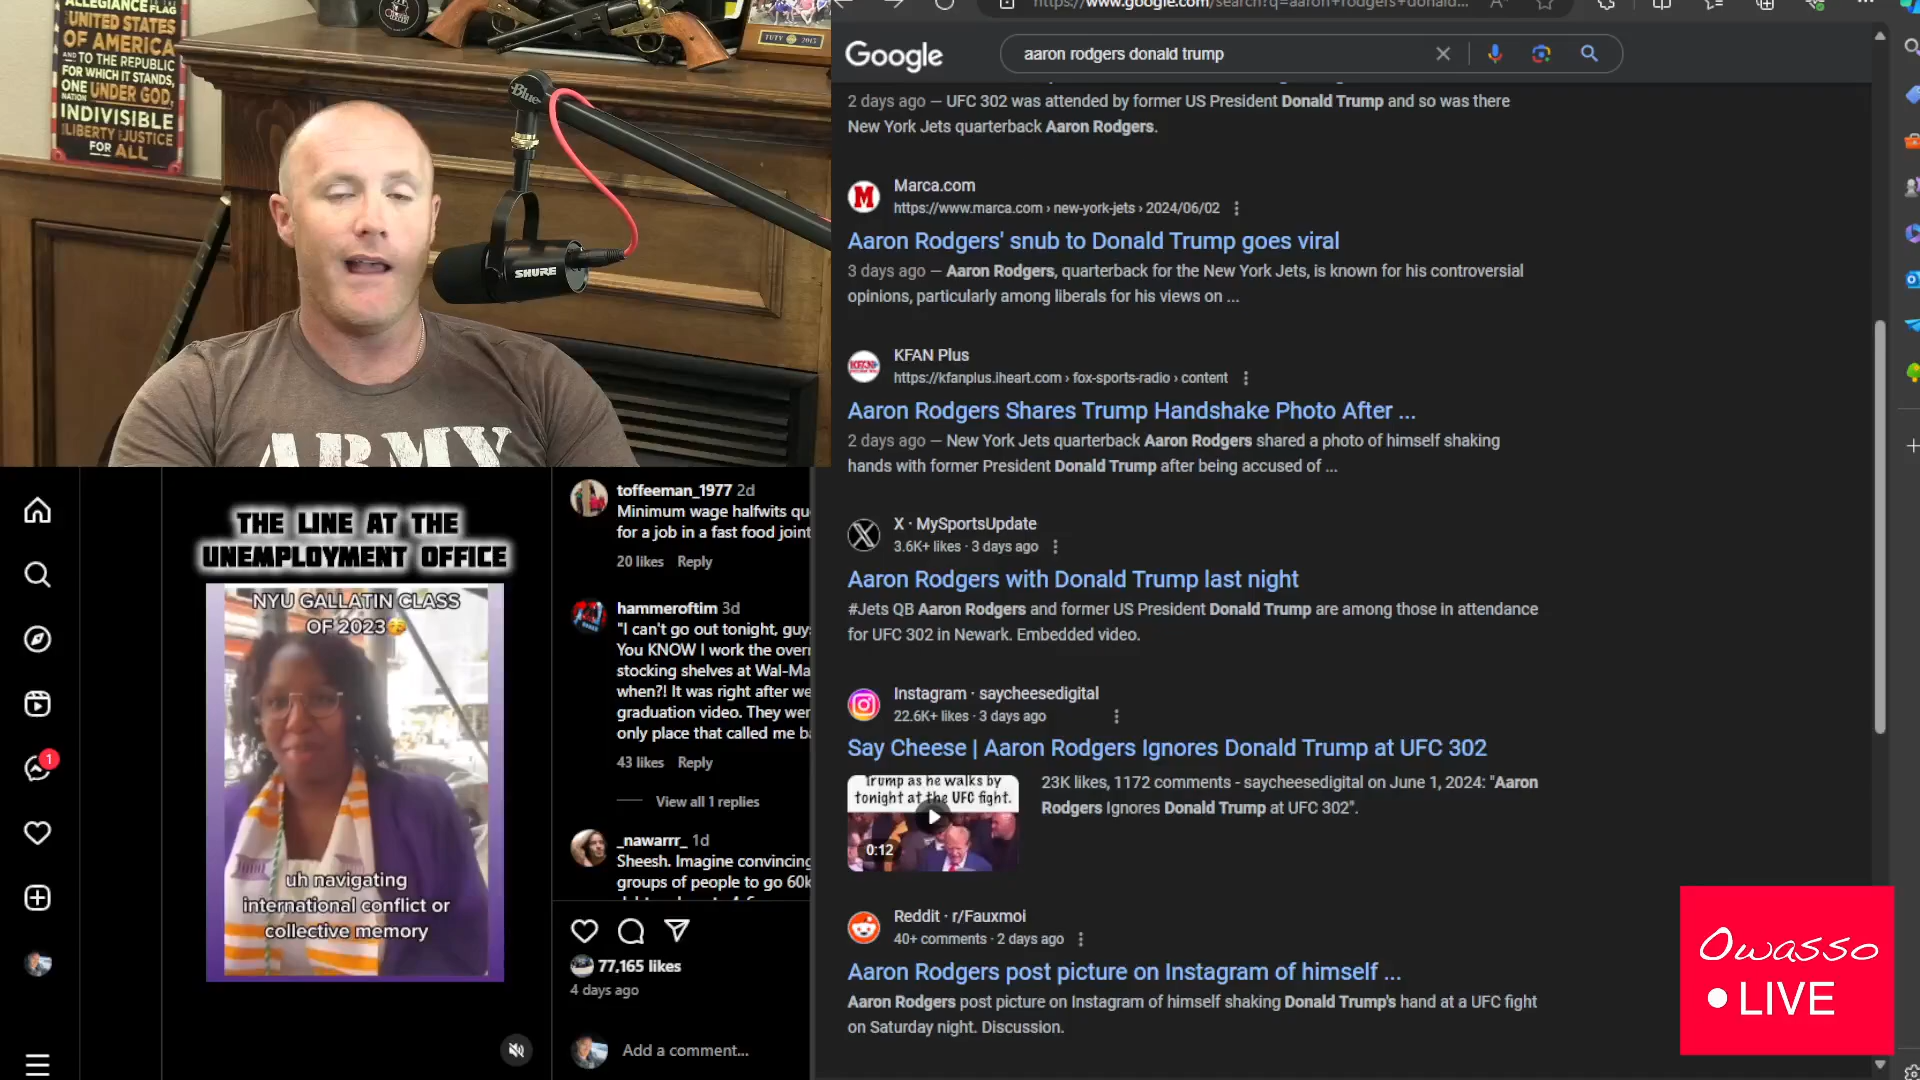 ALLEGIANCE FLAG
UNITED STATES
OF AMERICA
AND TO THE REPUBLIC
FOR WHICH IT STANDS,
ONE NATION UNDER GOD,
INDIVISIBLE
LIBERTY & JUSTICE
FOR ALL
Blue
SHURE
ARMY
THE LINE AT THE
UNEMPLOYMENT OFFICE
NYU GALLATIN CLASS
OF 2023🥳
uh navigating
international conflict or
collective memory
1
toffeeman_1977 2d
Minimum wage halfwits qu
for a job in a fast food joint
20 likes Reply
hammeroftim 3d
"I can't go out tonight, guy
You KNOW I work the over
stocking shelves at Wal-Ma
when?! It was right after we
graduation video. They wer
only place that called me ba
43 likes Reply
View all 1 replies
_nawarrr_ 1d
Sheesh. Imagine convincing
groups of people to go 60k
77,165 likes
4 days ago
Add a comment...
https://www.google.com/search?q=aaron+rodgers+donald...
Google
aaron rodgers donald trump
2 days ago — UFC 302 was attended by former US President Donald Trump and so was there
New York Jets quarterback Aaron Rodgers.
M
Marca.com
https://www.marca.com › new-york-jets › 2024/06/02
Aaron Rodgers' snub to Donald Trump goes viral
3 days ago — Aaron Rodgers, quarterback for the New York Jets, is known for his controversial
opinions, particularly among liberals for his views on ...
KFAN
KFAN Plus
https://kfanplus.iheart.com › fox-sports-radio › content
Aaron Rodgers Shares Trump Handshake Photo After ...
2 days ago — New York Jets quarterback Aaron Rodgers shared a photo of himself shaking
hands with former President Donald Trump after being accused of ...
X · MySportsUpdate
3.6K+ likes · 3 days ago
Aaron Rodgers with Donald Trump last night
#Jets QB Aaron Rodgers and former US President Donald Trump are among those in attendance
for UFC 302 in Newark. Embedded video.
Instagram · saycheesedigital
22.6K+ likes · 3 days ago
Say Cheese | Aaron Rodgers Ignores Donald Trump at UFC 302
Trump as he walks by
tonight at the UFC fight.
0:12
23K likes, 1172 comments - saycheesedigital on June 1, 2024: "Aaron
Rodgers Ignores Donald Trump at UFC 302".
Reddit · r/Fauxmoi
40+ comments · 2 days ago
Aaron Rodgers post picture on Instagram of himself ...
Aaron Rodgers post picture on Instagram of himself shaking Donald Trump's hand at a UFC fight
on Saturday night. Discussion.
Owasso
LIVE